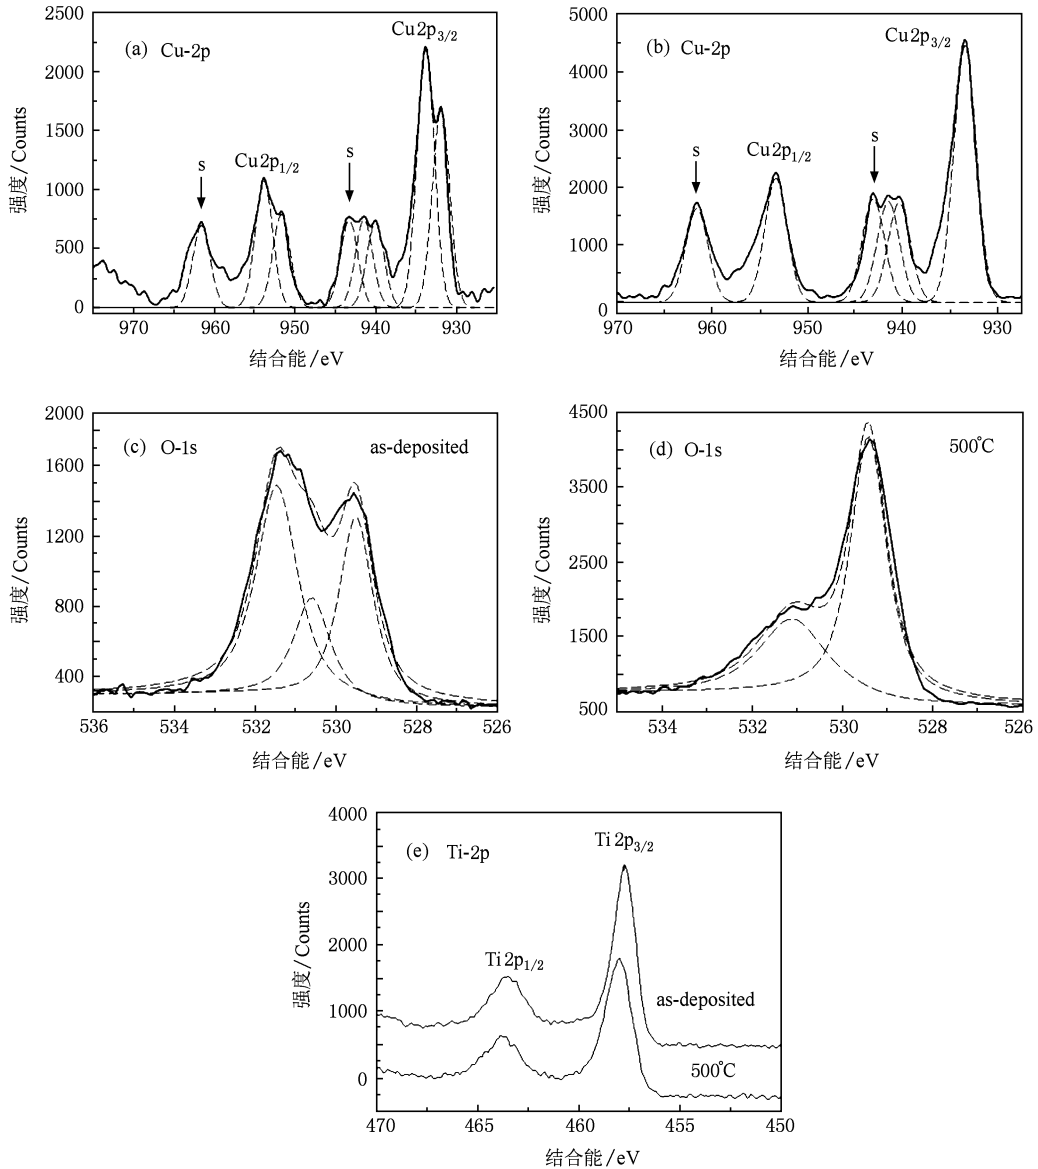 (a) Cu-2p
Cu2p3/2
s
Cu2p1/2
s
2500
2000
1500
1000
500
0
970 960 950 940 930
强度/Counts
结合能/eV
(b) Cu-2p
Cu2p3/2
s
Cu2p1/2
s
5000
4000
3000
2000
1000
0
970 960 950 940 930
强度/Counts
结合能/eV
(c) O-1s as-deposited
2000
1600
1200
800
400
536 534 532 530 528 526
强度/Counts
结合能/eV
(d) O-1s 500℃
4500
3500
2500
1500
500
534 532 530 528 526
强度/Counts
结合能/eV
(e) Ti-2p
Ti2p3/2
Ti2p1/2
as-deposited
500℃
4000
3000
2000
1000
0
470 465 460 455 450
强度/Counts
结合能/eV